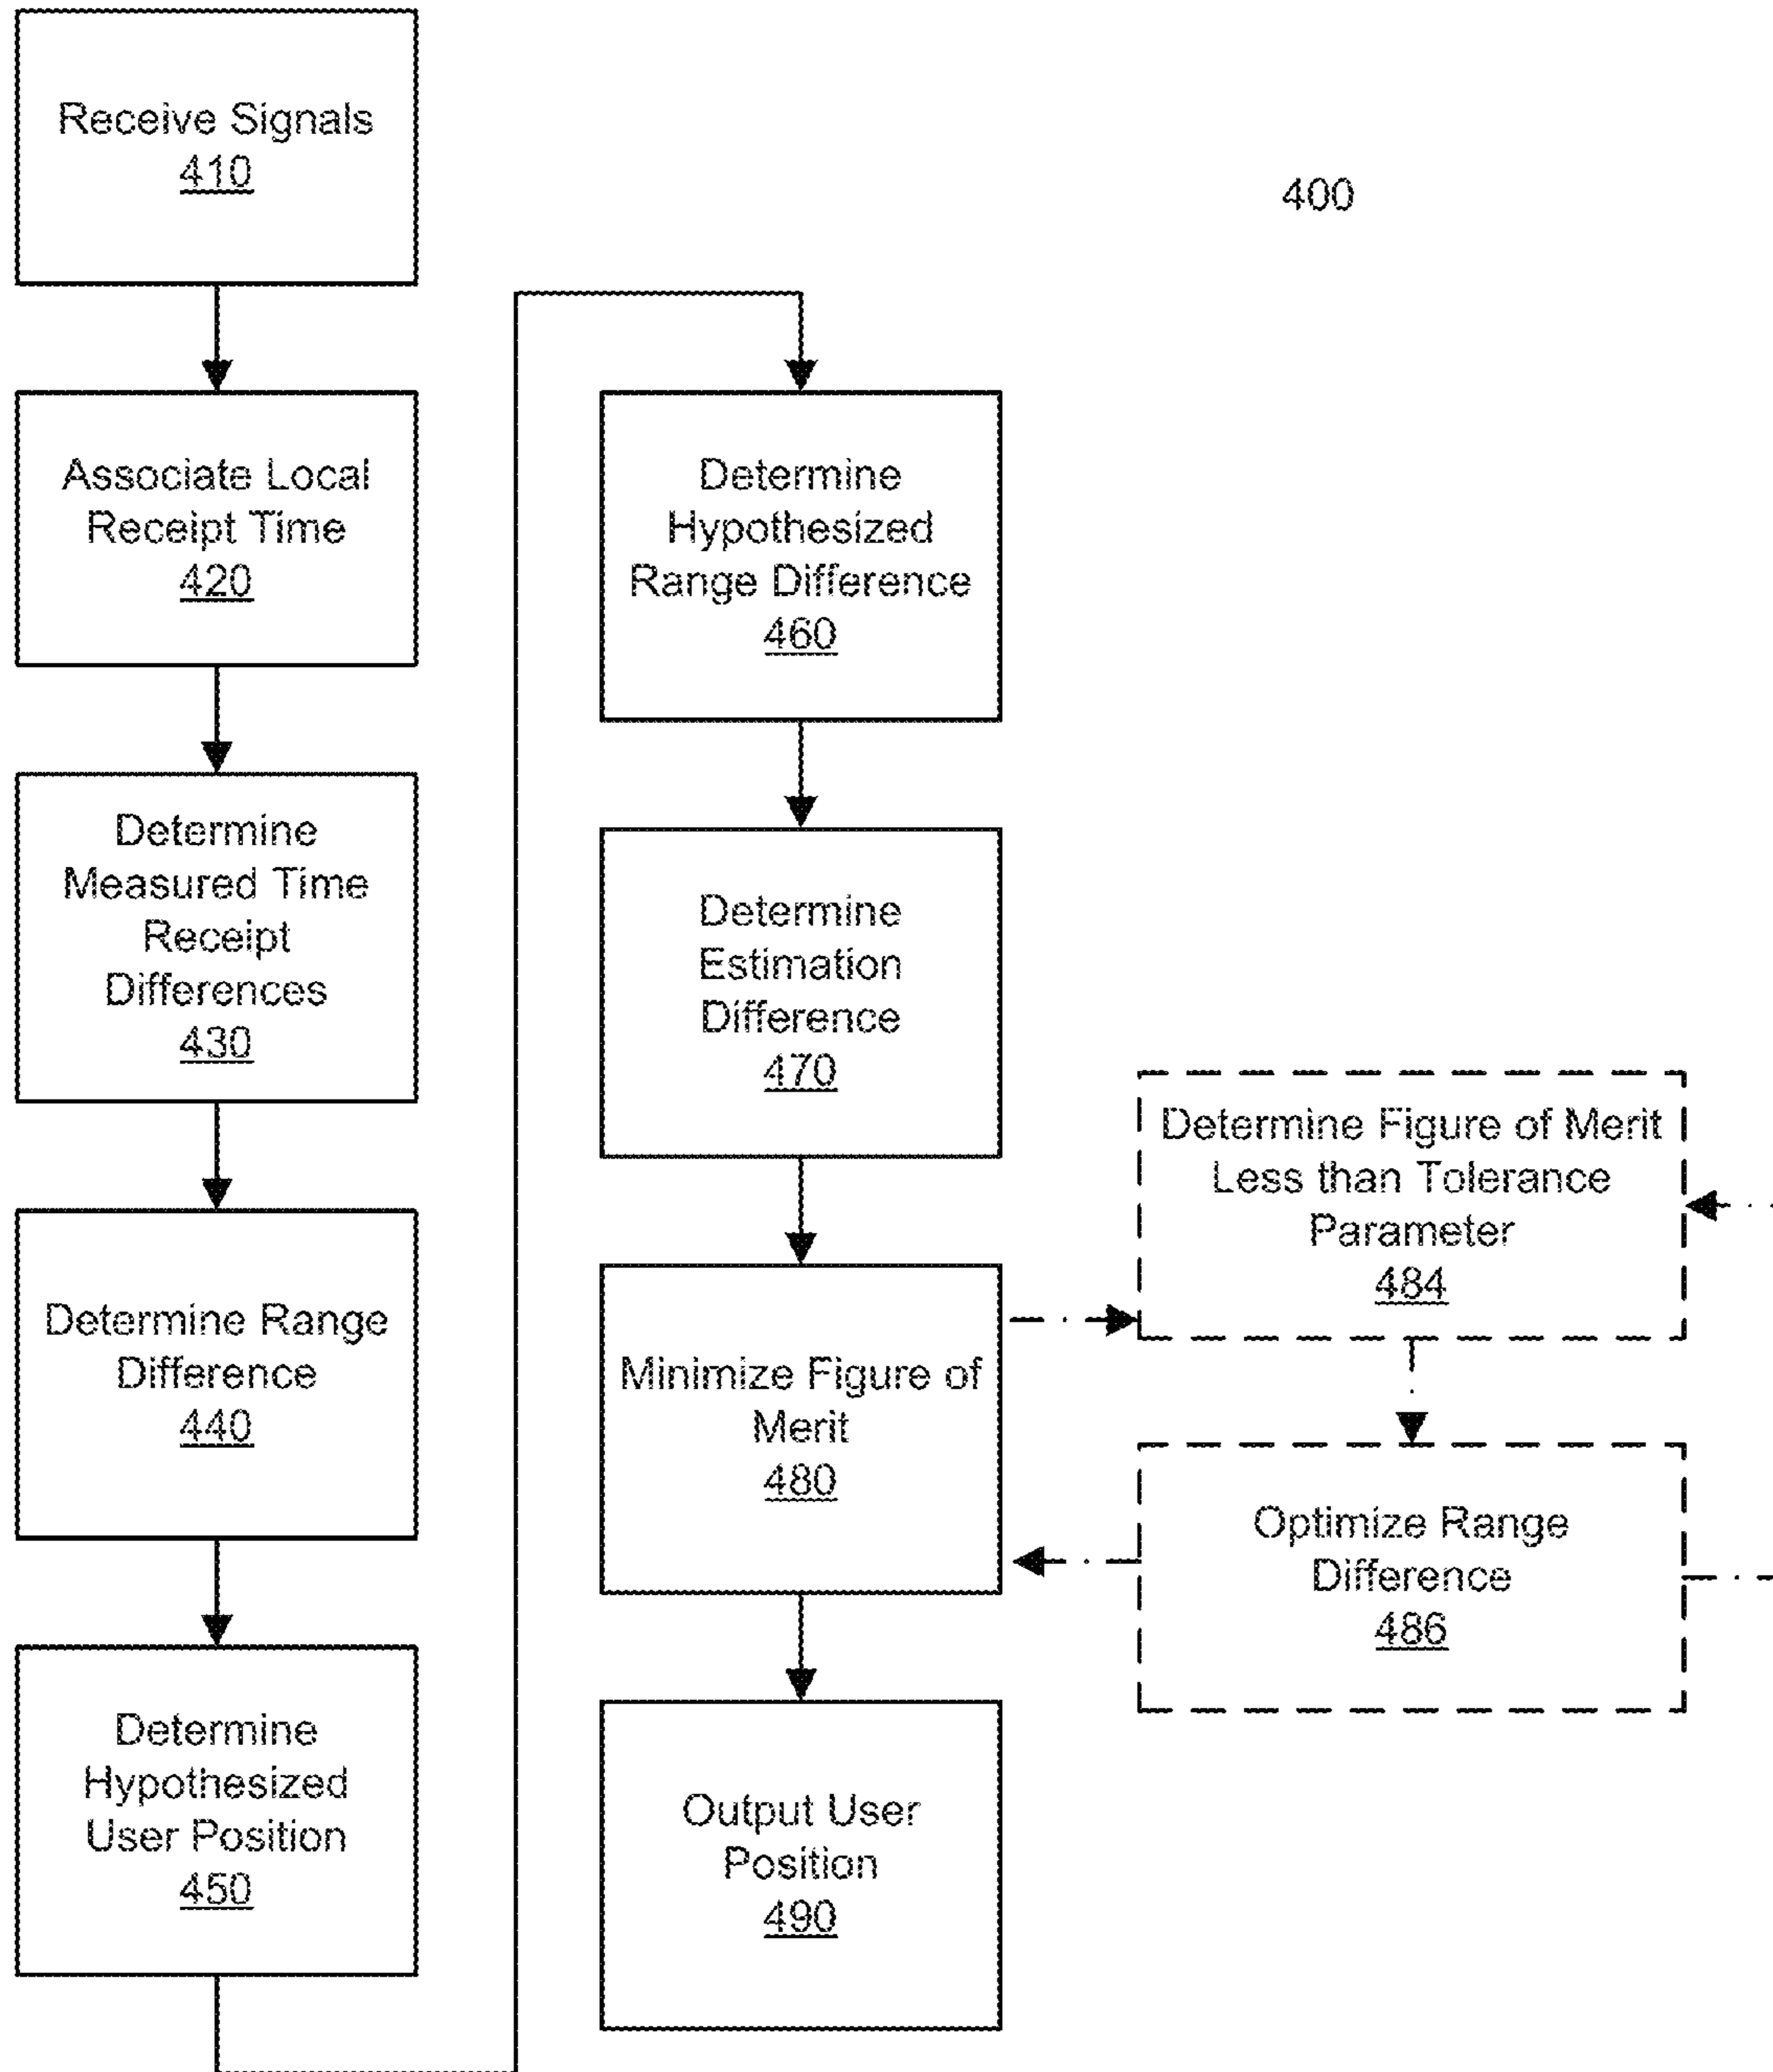 Receive Signals
410
400
Associate Local
Receipt Time
420
Determine
Measured Time
Receipt
Differences
430
Determine Range
Difference
440
Determine
Hypothesized
User Position
450
Determine
Hypothesized
Range Difference
460
Determine
Estimation
Difference
470
Minimize Figure of
Merit
480
Determine Figure of Merit
Less than Tolerance
Parameter
484
Optimize Range
Difference
486
Output User
Position
490